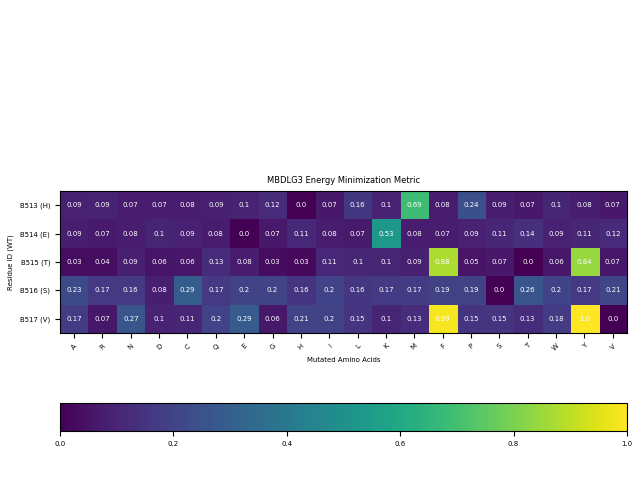 MBDLG3 Energy Minimization Metric
Residue ID (WT)
B513 (H) 0.09 0.09 0.07 0.07 0.08 0.09 0.1 0.12 0.0 0.07 0.16 0.1 0.69 0.08 0.24 0.09 0.07 0.1 0.08 0.07
B514 (E) 0.09 0.07 0.08 0.1 0.09 0.08 0.0 0.07 0.11 0.08 0.07 0.53 0.08 0.07 0.09 0.11 0.14 0.09 0.11 0.12
B515 (T) 0.03 0.04 0.09 0.06 0.06 0.13 0.08 0.03 0.03 0.11 0.1 0.1 0.09 0.88 0.05 0.07 0.0 0.06 0.84 0.07
B516 (S) 0.23 0.17 0.16 0.08 0.29 0.17 0.2 0.2 0.16 0.2 0.16 0.17 0.17 0.19 0.19 0.0 0.26 0.2 0.17 0.21
B517 (V) 0.17 0.07 0.27 0.1 0.11 0.2 0.29 0.06 0.21 0.2 0.15 0.1 0.13 0.99 0.15 0.15 0.13 0.18 1.0 0.0
A R N D C Q E G H I L K M F P S T W Y V
Mutated Amino Acids
0.0 0.2 0.4 0.6 0.8 1.0